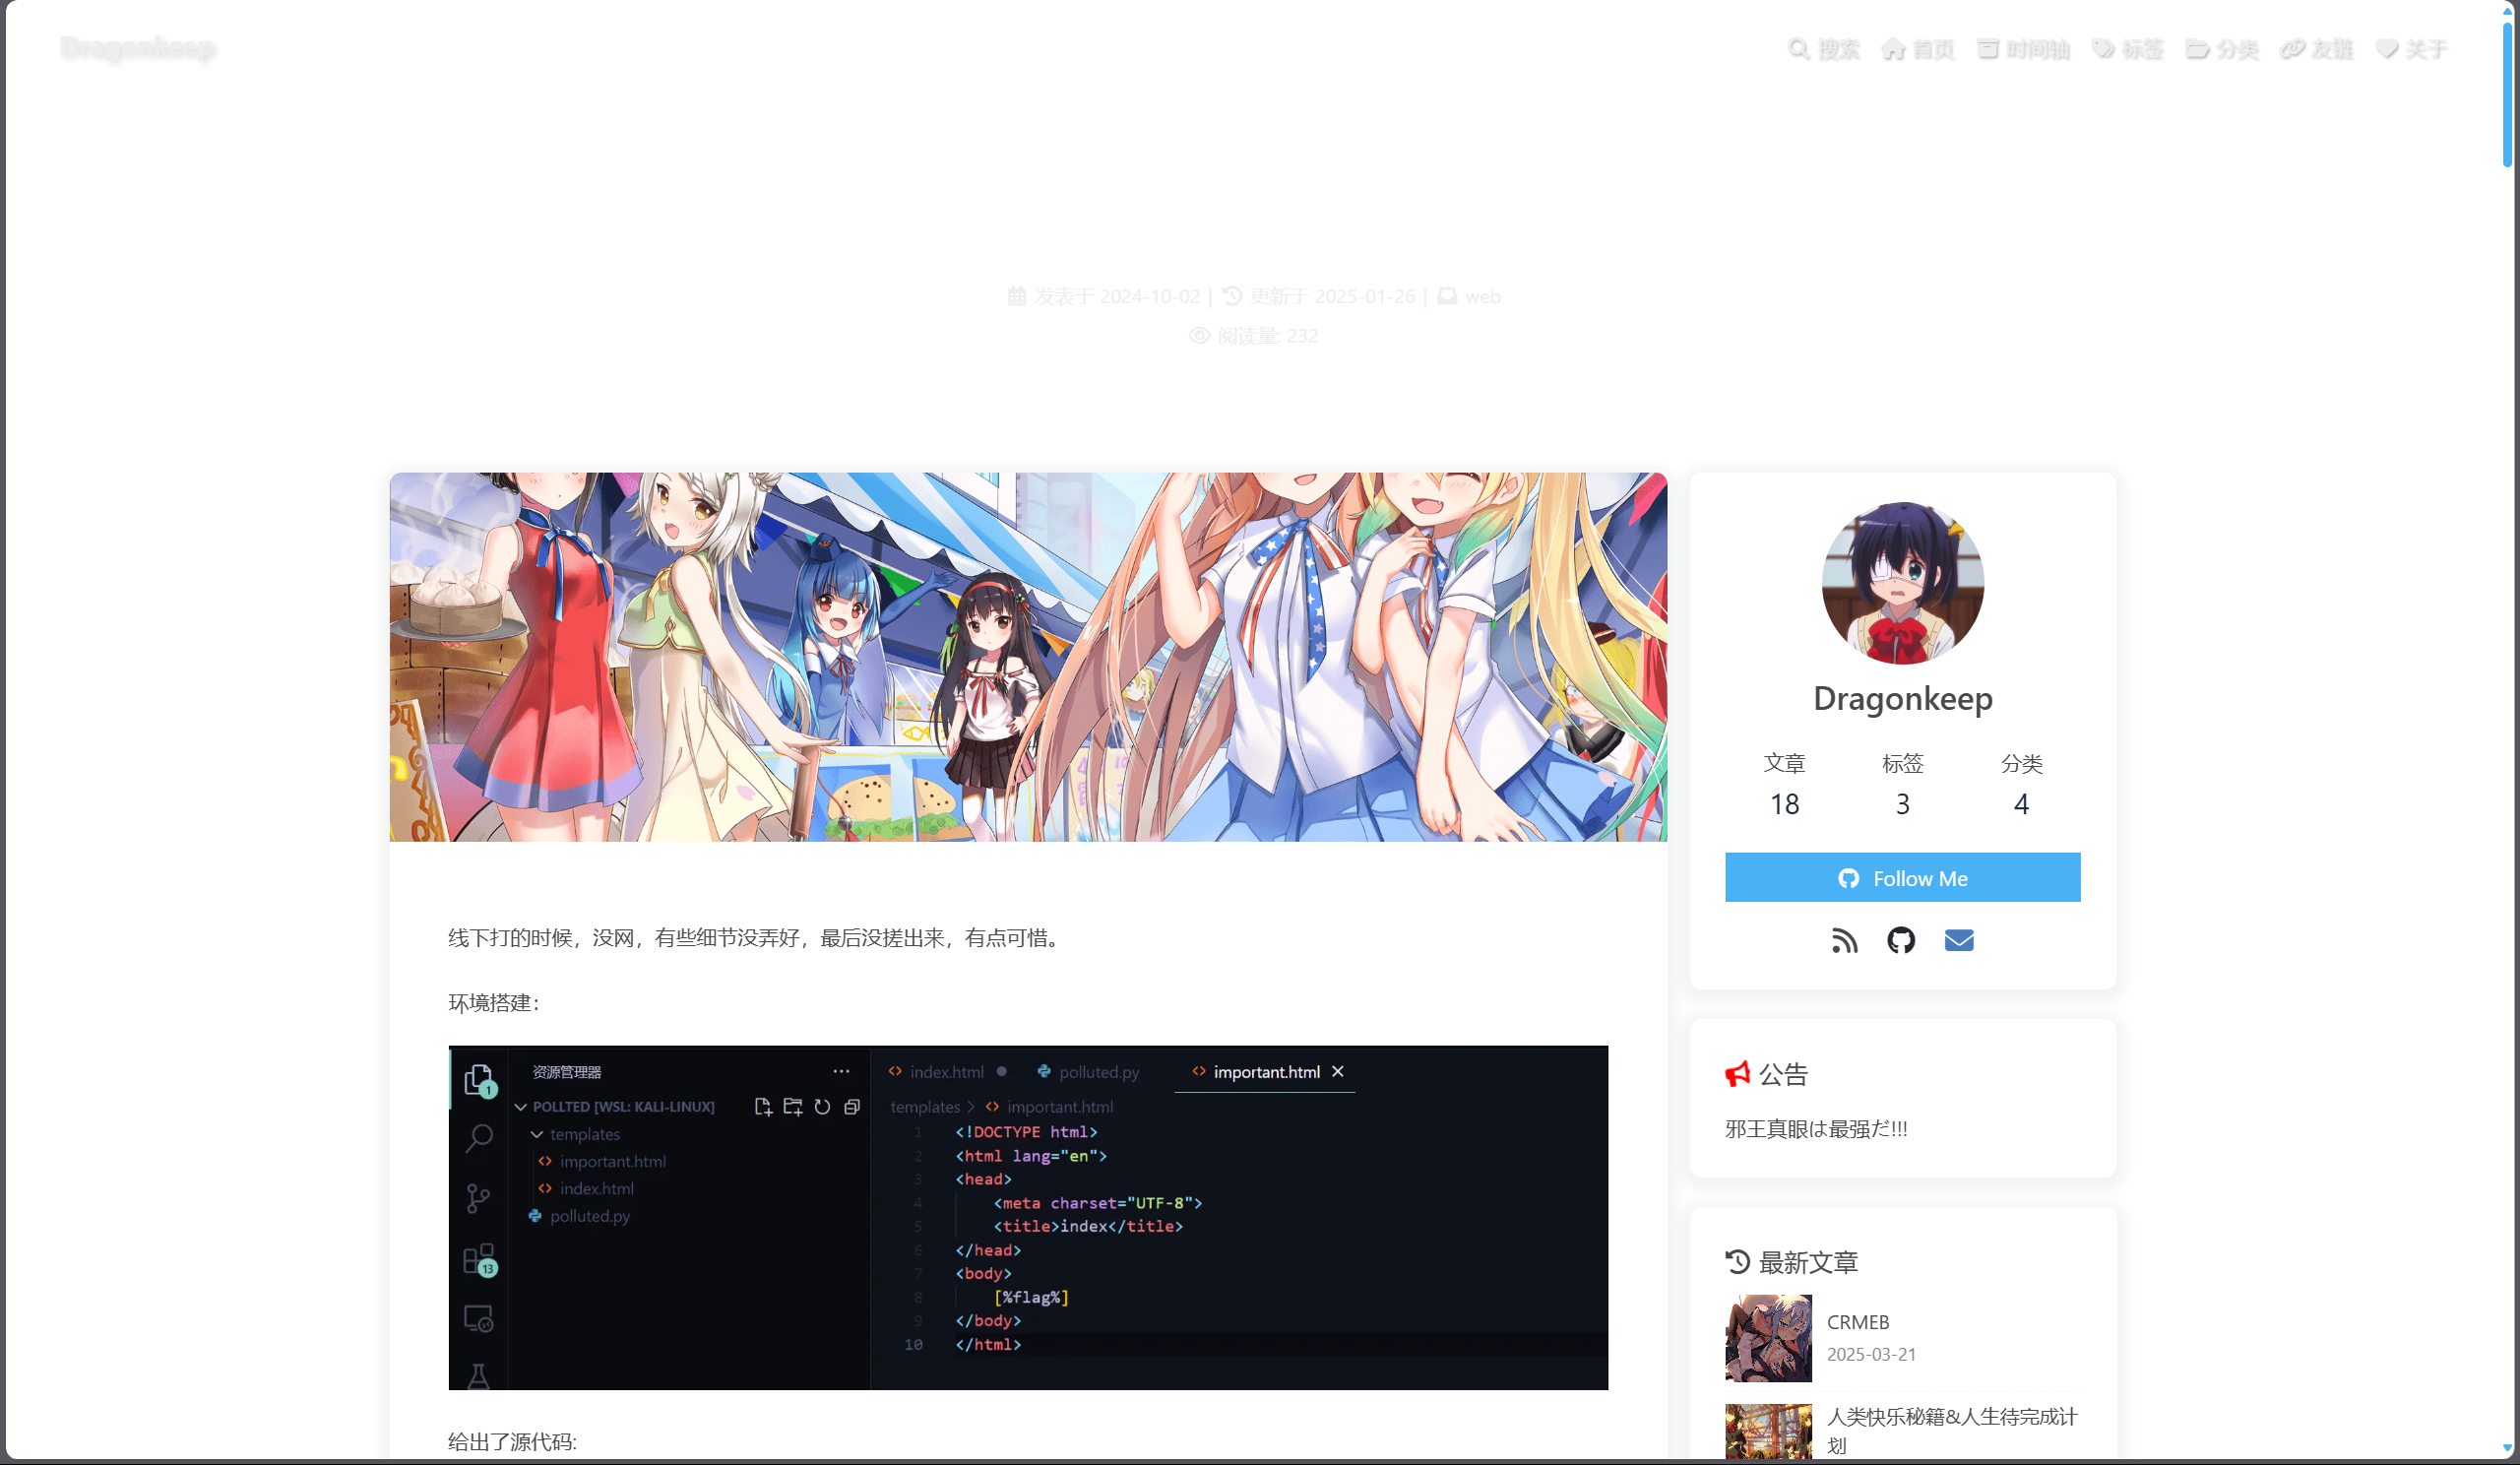 Dragonkeep
搜索 首页 时间轴 标签 分类 友链 关于
发表于 2024-10-02 | 更新于 2025-01-26 | web
阅读量: 232
线下打的时候，没网，有些细节没弄好，最后没搓出来，有点可惜。
环境搭建：
资源管理器 ···
1
POLLTED [WSL: KALI-LINUX]
templates
important.html
index.html
polluted.py
13
index.html polluted.py important.html
templates > important.html
1 <!DOCTYPE html>
2 <html lang="en">
3 <head>
4 <meta charset="UTF-8">
5 <title>index</title>
6 </head>
7 <body>
8 [%flag%]
9 </body>
10 </html>
给出了源代码:
Dragonkeep
文章 标签 分类
18 3 4
Follow Me
公告
邪王真眼は最强だ!!!
最新文章
CRMEB
2025-03-21
人类快乐秘籍&人生待完成计
划